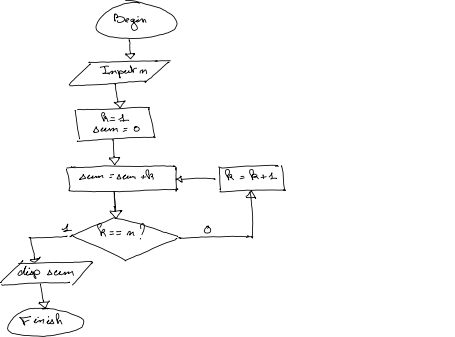 Begin
Input n
k=1
sum = 0
sum = sum + k
k = k+1
k == n ?
1
0
disp sum
Finish